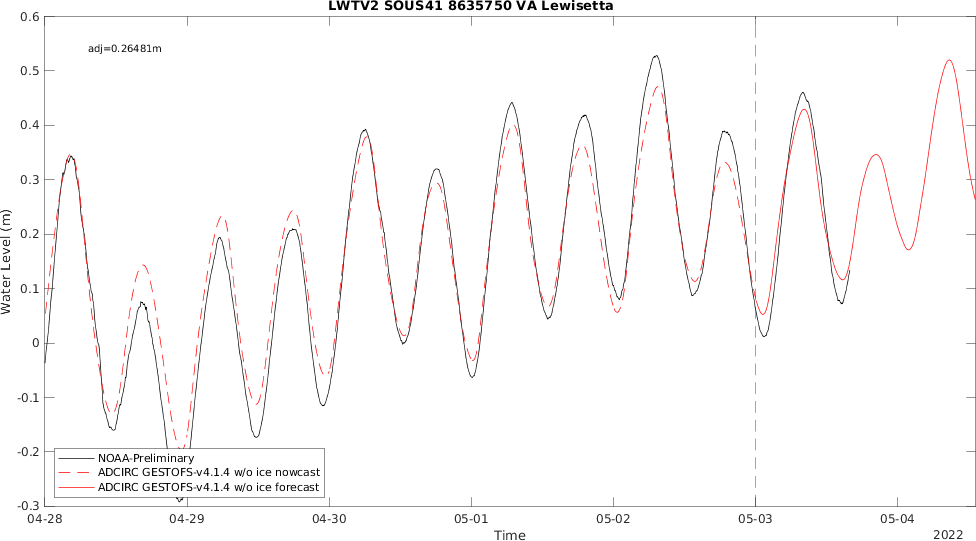 LWTV2 SOUS41 8635750 VA Lewisetta
adj=0.26481m
0.6
0.5
0.4
0.3
0.2
0.1
0
-0.1
-0.2
-0.3
Water Level (m)
NOAA-Preliminary
ADCIRC GESTOFS-v4.1.4 w/o ice nowcast
ADCIRC GESTOFS-v4.1.4 w/o ice forecast
04-28 04-29 04-30 05-01 05-02 05-03 05-04
Time
2022